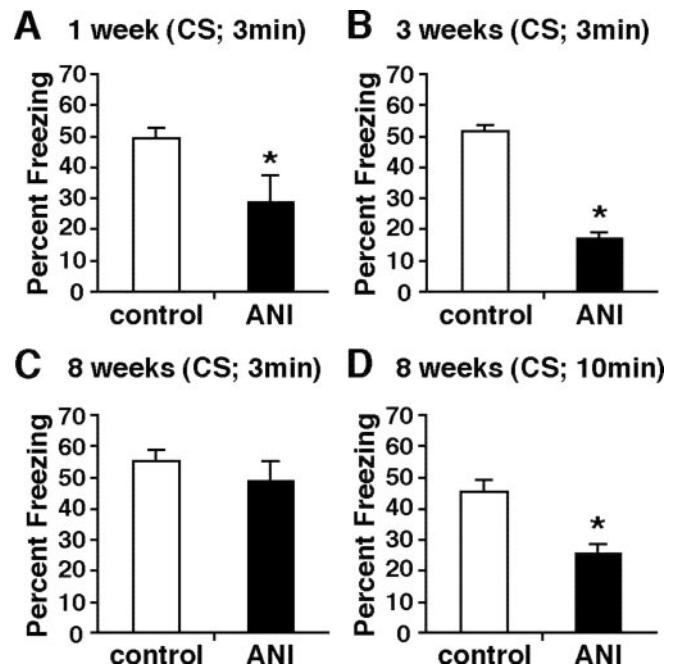 A 1 week (CS; 3min)
Percent Freezing
70
60
50
40
30
20
10
0
*
control ANI
B 3 weeks (CS; 3min)
Percent Freezing
70
60
50
40
30
20
10
0
*
control ANI
C 8 weeks (CS; 3min)
Percent Freezing
70
60
50
40
30
20
10
0
control ANI
D 8 weeks (CS; 10min)
Percent Freezing
70
60
50
40
30
20
10
0
*
control ANI